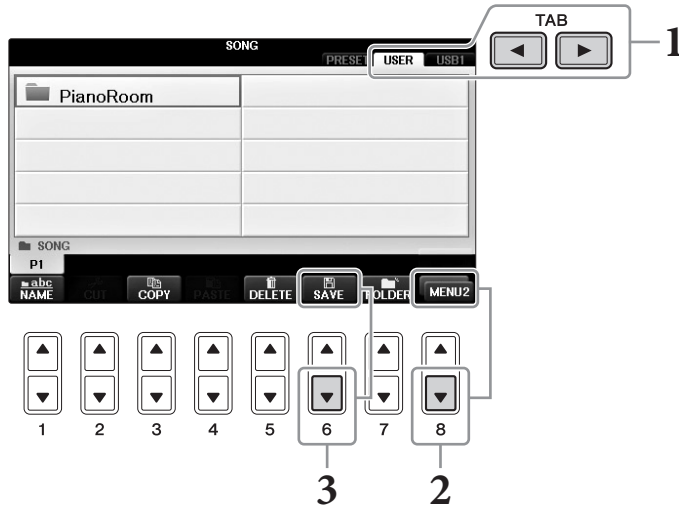 TAB
1
SONG
PRESET USER USB1
PianoRoom
SONG
P1
abc
NAME CUT COPY PASTE DELETE SAVE FOLDER MENU2
1 2 3 4 5 6 7 8
3 2